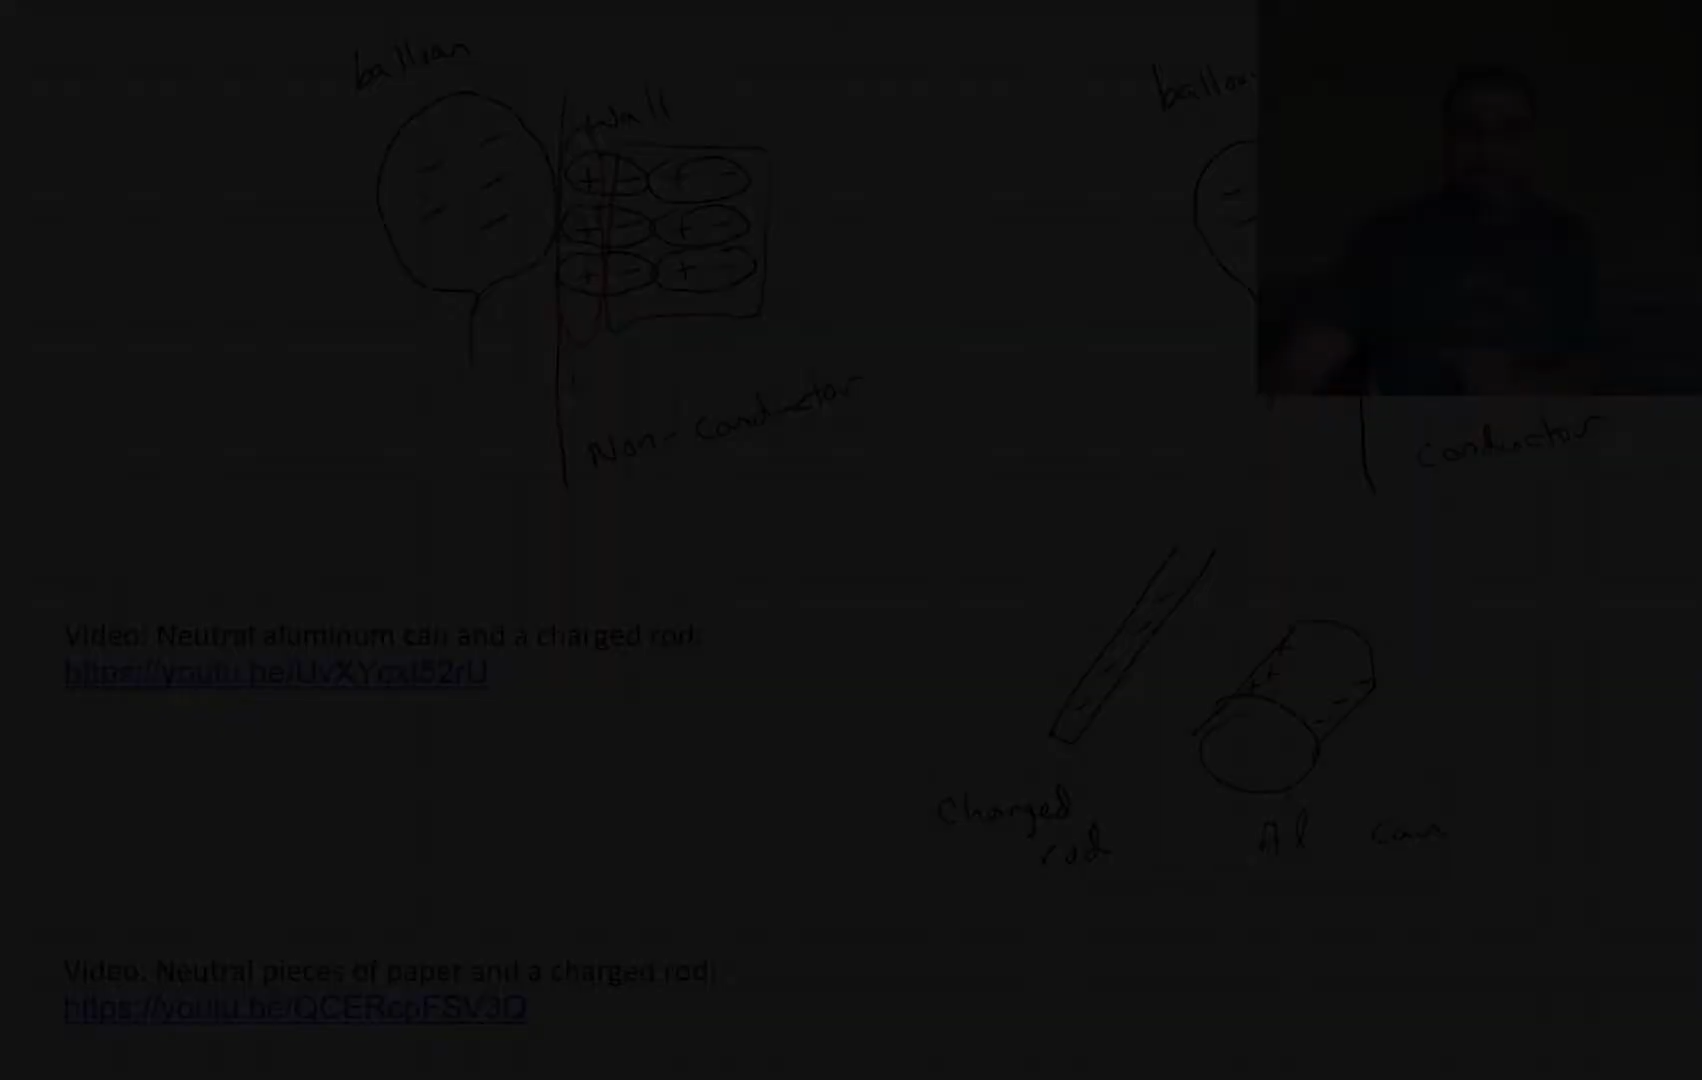 balloon
wall
Non-conductor
conductor
Video: Neutral aluminum can and a charged rod:
Charged
rod
Al can
Video: Neutral pieces of paper and a charged rod: